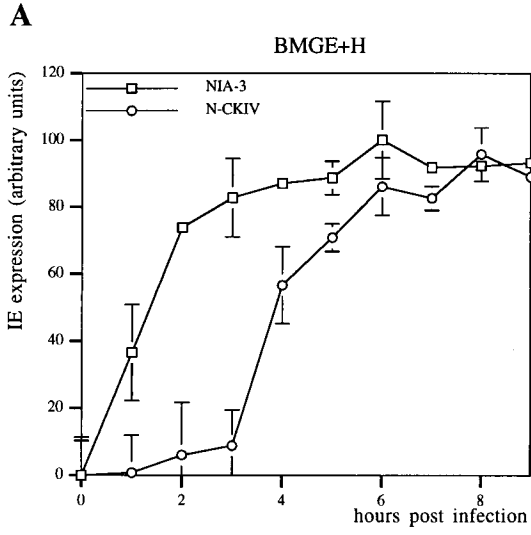 A
BMGE+H
NIA-3
N-CKIV
IE expression (arbitrary units)
120
100
80
60
40
20
0
0 2 4 6 8
hours post infection